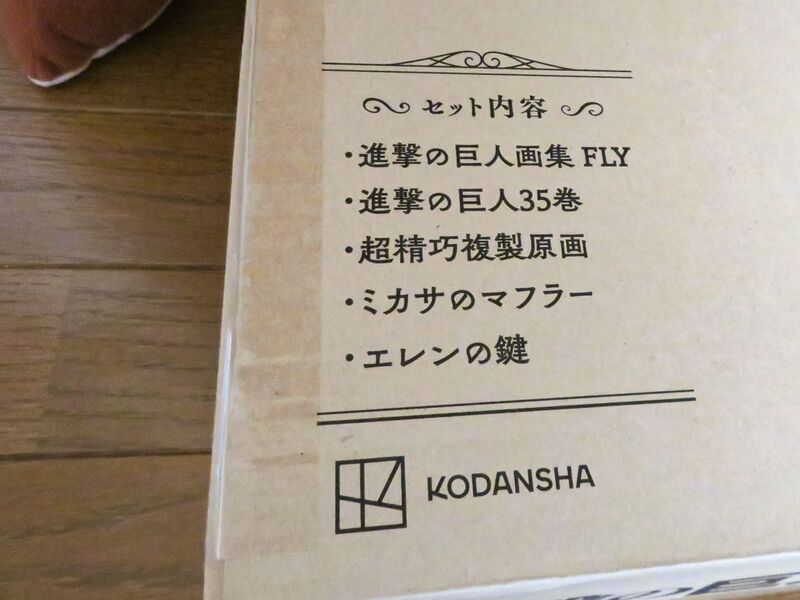 セット内容
・進撃の巨人画集 FLY
・進撃の巨人35巻
・超精巧複製原画
・ミカサのマフラー
・エレンの鍵
KODANSHA